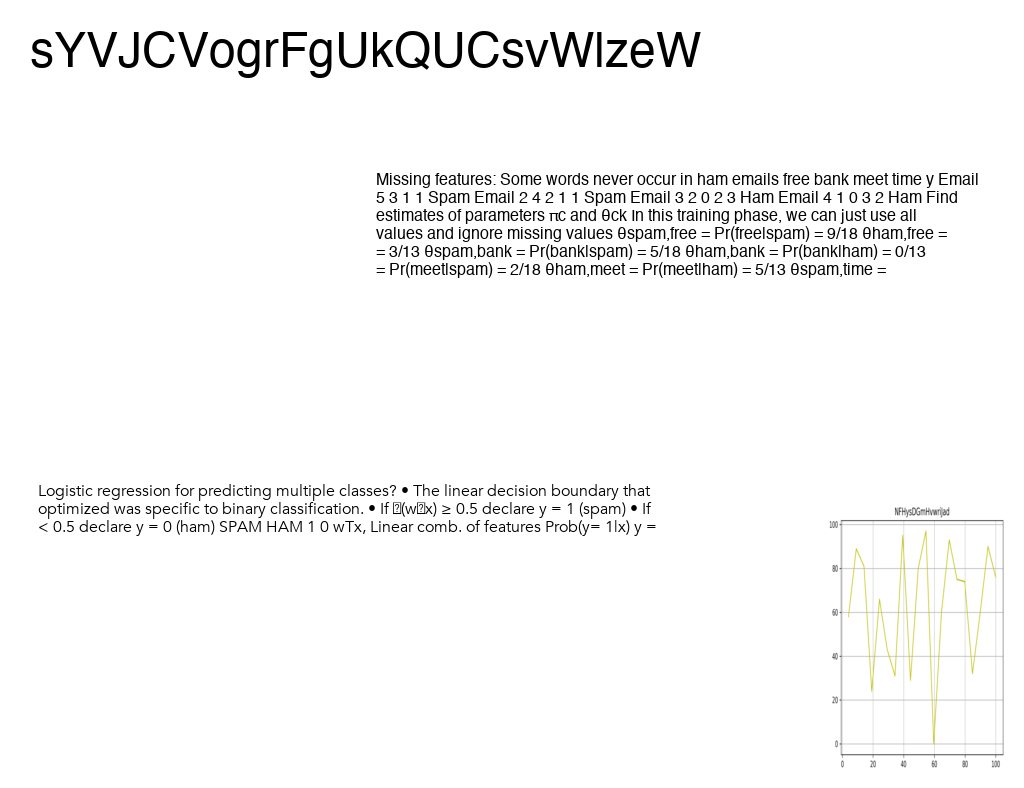 sYVJCVogrFgUkQUCsvWlzeW
Missing features: Some words never occur in ham emails free bank meet time y Email
5 3 1 1 Spam Email 2 4 2 1 1 Spam Email 3 2 0 2 3 Ham Email 4 1 0 3 2 Ham Find
estimates of parameters πc and θck In this training phase, we can just use all
values and ignore missing values θspam,free = Pr(free|spam) = 9/18 θham,free =
= 3/13 θspam,bank = Pr(bank|spam) = 5/18 θham,bank = Pr(bank|ham) = 0/13
= Pr(meet|spam) = 2/18 θham,meet = Pr(meet|ham) = 5/13 θspam,time =
Logistic regression for predicting multiple classes? • The linear decision boundary that
optimized was specific to binary classification. • If (wx) ≥ 0.5 declare y = 1 (spam) • If
< 0.5 declare y = 0 (ham) SPAM HAM 1 0 wTx, Linear comb. of features Prob(y= 1|x) y =
NFHysDGmHvwrlJad
100
80
60
40
20
0
0 20 40 60 80 100